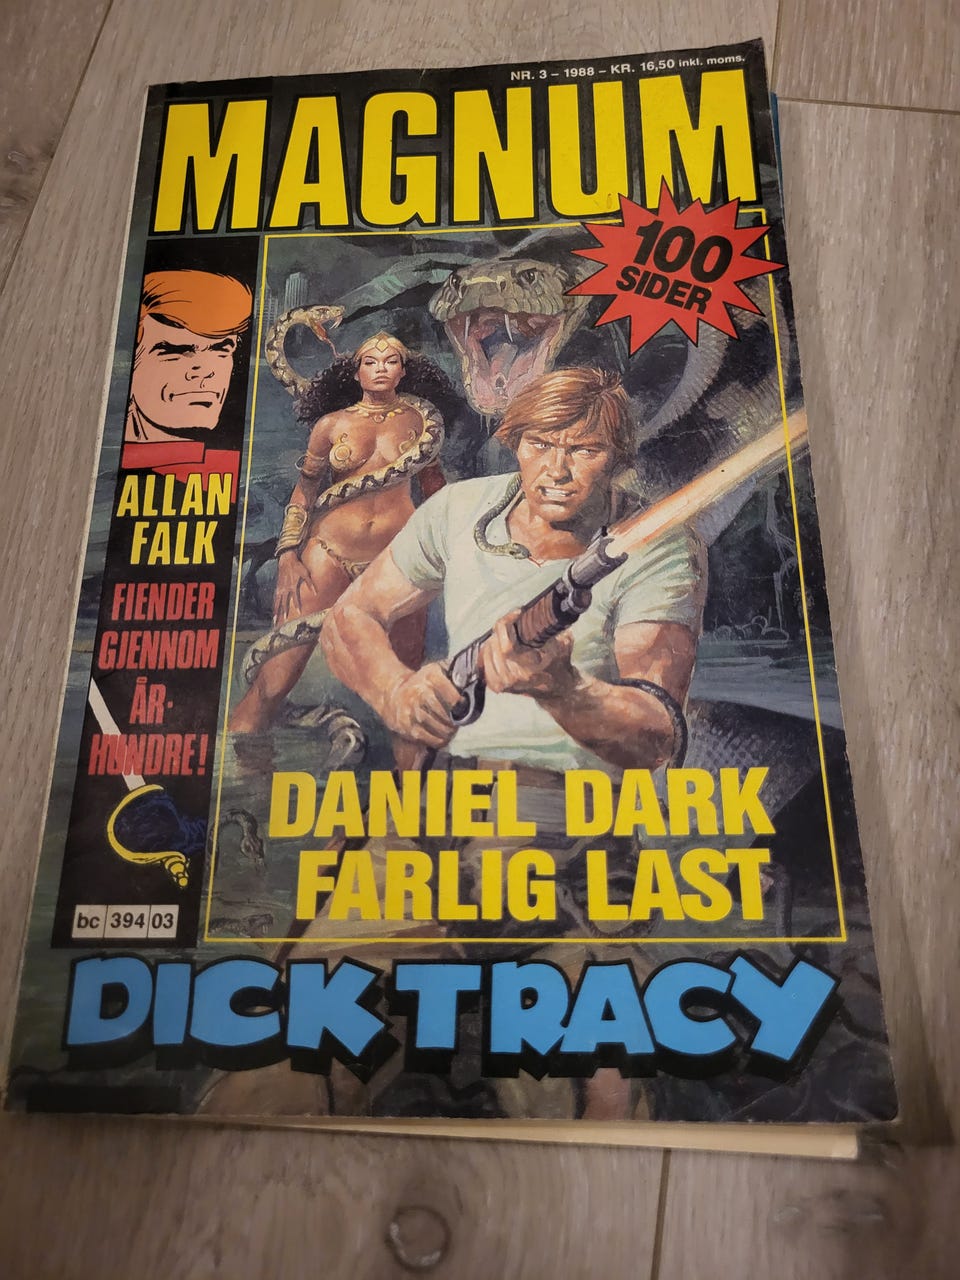 NR. 3 – 1988 – KR. 16,50 inkl. moms.
MAGNUM
100
SIDER
ALLAN
FALK
FIENDER
GJENNOM
ÅR-
HUNDRE!
DANIEL DARK
FARLIG LAST
bc 394 03
DICK TRACY